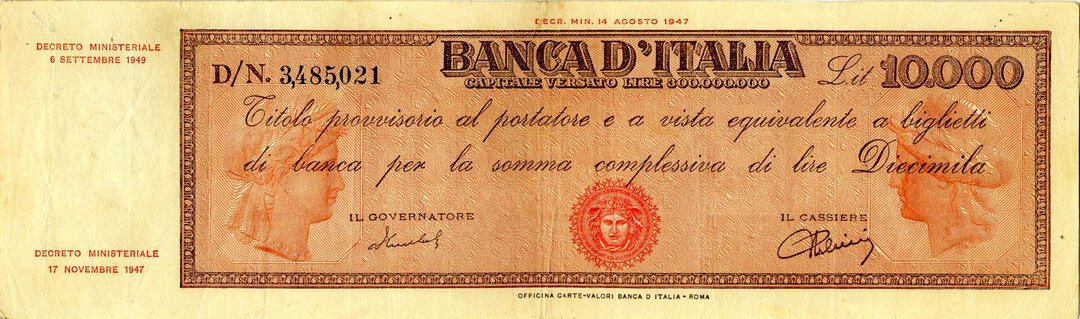 DECR. MIN. 14 AGOSTO 1947
DECRETO MINISTERIALE
6 SETTEMBRE 1949
BANCA D'ITALIA
CAPITALE VERSATO LIRE 300.000.000
D/N. 3,485,021
Lit 10.000
Titolo provvisorio al portatore e a vista equivalente a biglietti
di banca per la somma complessiva di lire Diecimila
IL GOVERNATORE
IL CASSIERE
DECRETO MINISTERIALE
17 NOVEMBRE 1947
OFFICINA CARTE-VALORI BANCA D'ITALIA - ROMA